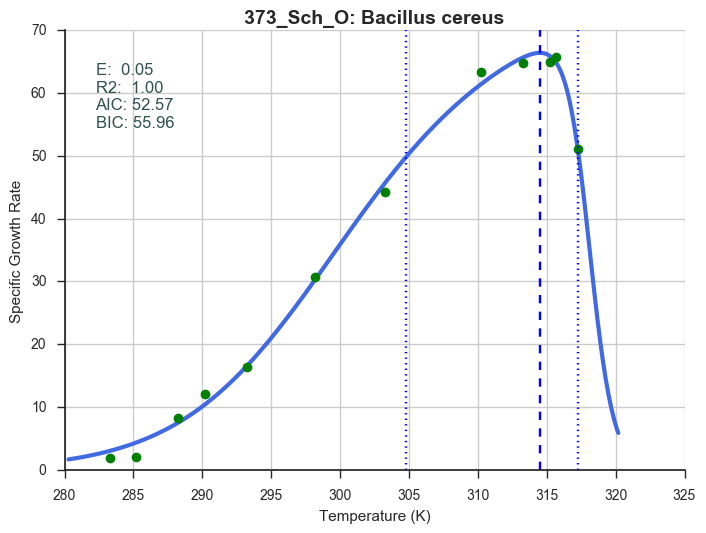 373_Sch_O: Bacillus cereus
E:  0.05
R2:  1.00
AIC: 52.57
BIC: 55.96
Specific Growth Rate
70
60
50
40
30
20
10
0
280 285 290 295 300 305 310 315 320 325
Temperature (K)